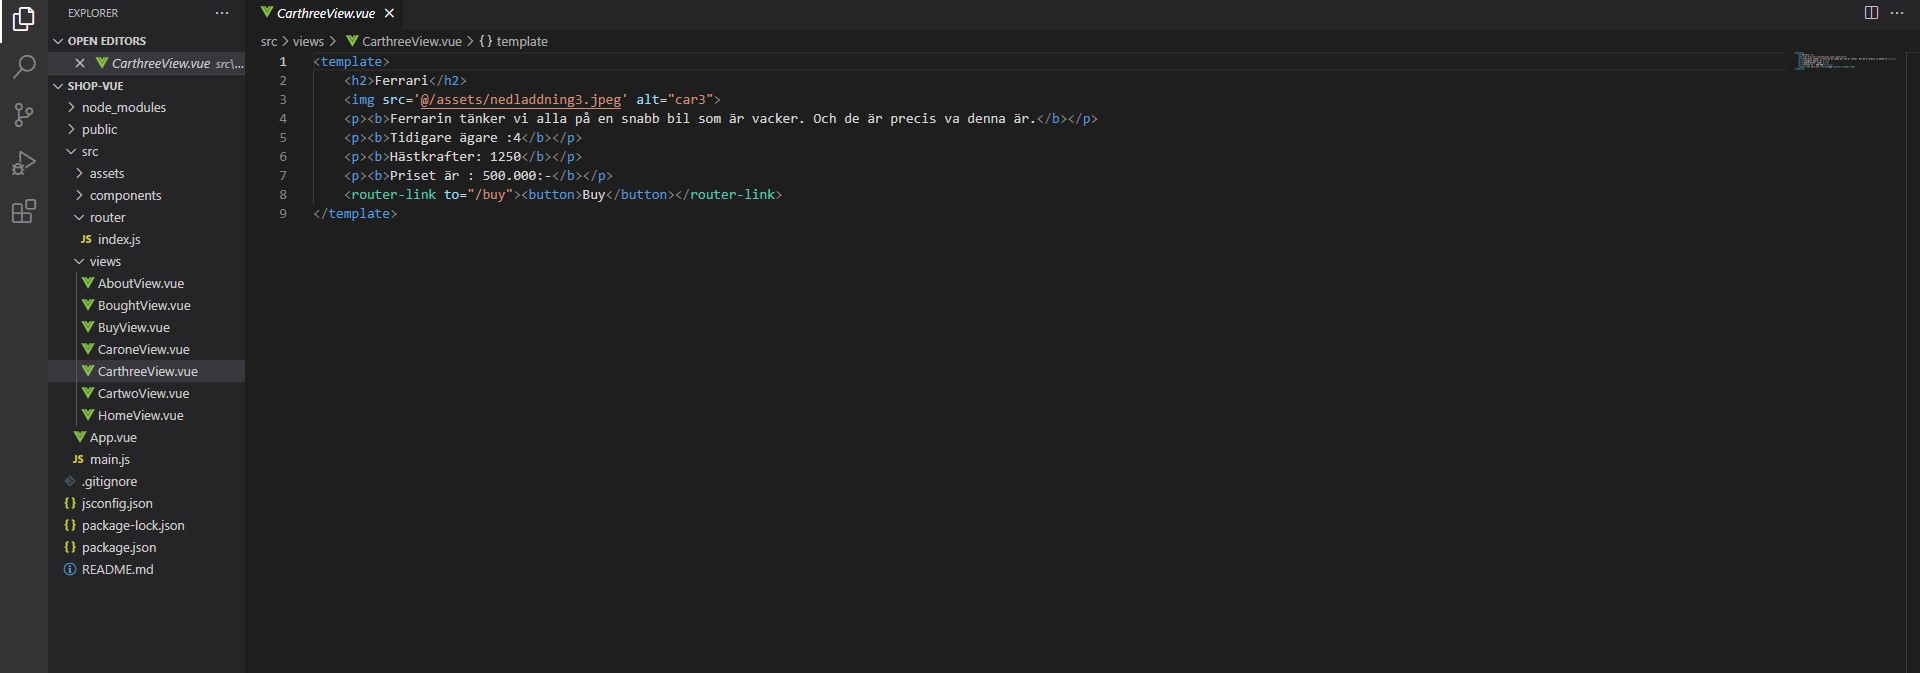 EXPLORER
OPEN EDITORS
CarthreeView.vue src\...
SHOP-VUE
node_modules
public
src
assets
components
router
JS index.js
views
AboutView.vue
BoughtView.vue
BuyView.vue
CaroneView.vue
CarthreeView.vue
CartwoView.vue
HomeView.vue
App.vue
JS main.js
.gitignore
{} jsconfig.json
{} package-lock.json
{} package.json
README.md
CarthreeView.vue
src > views > CarthreeView.vue > {} template
1 <template>
2 <h2>Ferrari</h2>
3 <img src='@/assets/nedladdning3.jpeg' alt="car3">
4 <p><b>Ferrarin tänker vi alla på en snabb bil som är vacker. Och de är precis va denna är.</b></p>
5 <p><b>Tidigare ägare :4</b></p>
6 <p><b>Hästkrafter: 1250</b></p>
7 <p><b>Priset är : 500.000:-</b></p>
8 <router-link to="/buy"><button>Buy</button></router-link>
9 </template>